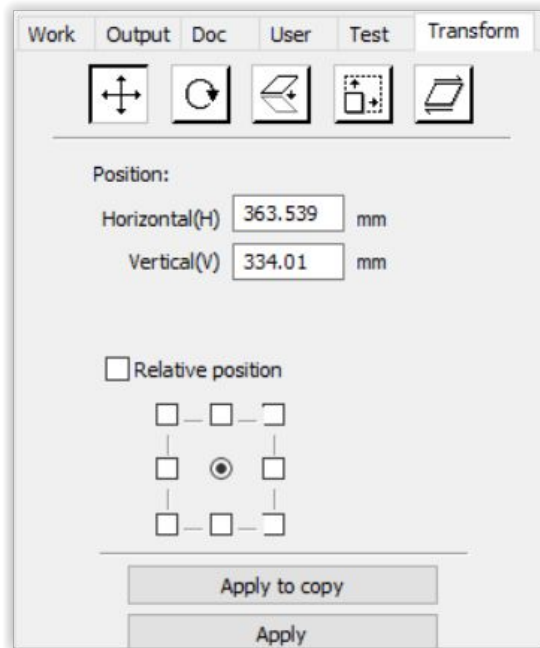 Work Output Doc User Test Transform
Position:
Horizontal(H) 363.539 mm
Vertical(V) 334.01 mm
Relative position
Apply to copy
Apply